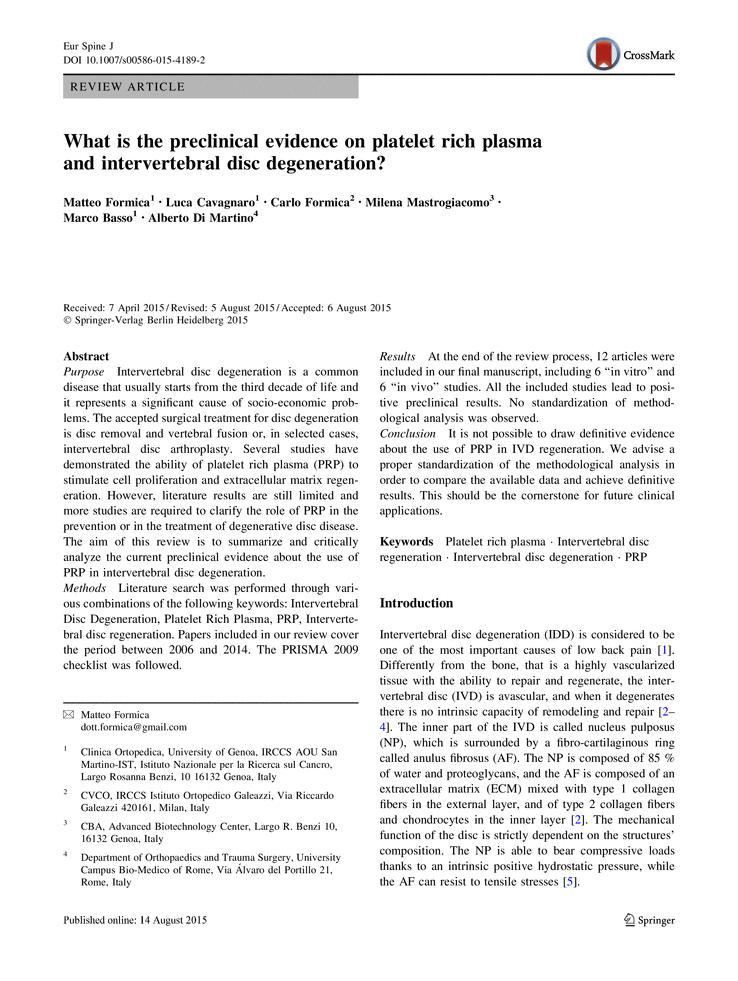 Eur Spine J
DOI 10.1007/s00586-015-4189-2
CrossMark
REVIEW ARTICLE
What is the preclinical evidence on platelet rich plasma
and intervertebral disc degeneration?
Matteo Formica1 · Luca Cavagnaro1 · Carlo Formica2 · Milena Mastrogiacomo3 ·
Marco Basso1 · Alberto Di Martino4
Received: 7 April 2015 / Revised: 5 August 2015 / Accepted: 6 August 2015
© Springer-Verlag Berlin Heidelberg 2015
Abstract
Purpose Intervertebral disc degeneration is a common
disease that usually starts from the third decade of life and
it represents a significant cause of socio-economic prob-
lems. The accepted surgical treatment for disc degeneration
is disc removal and vertebral fusion or, in selected cases,
intervertebral disc arthroplasty. Several studies have
demonstrated the ability of platelet rich plasma (PRP) to
stimulate cell proliferation and extracellular matrix regen-
eration. However, literature results are still limited and
more studies are required to clarify the role of PRP in the
prevention or in the treatment of degenerative disc disease.
The aim of this review is to summarize and critically
analyze the current preclinical evidence about the use of
PRP in intervertebral disc degeneration.
Methods Literature search was performed through vari-
ous combinations of the following keywords: Intervertebral
Disc Degeneration, Platelet Rich Plasma, PRP, Interverte-
bral disc regeneration. Papers included in our review cover
the period between 2006 and 2014. The PRISMA 2009
checklist was followed.
Matteo Formica
dott.formica@gmail.com
1 Clinica Ortopedica, University of Genoa, IRCCS AOU San
Martino-IST, Istituto Nazionale per la Ricerca sul Cancro,
Largo Rosanna Benzi, 10 16132 Genoa, Italy
2 CVCO, IRCCS Istituto Ortopedico Galeazzi, Via Riccardo
Galeazzi 420161, Milan, Italy
3 CBA, Advanced Biotechnology Center, Largo R. Benzi 10,
16132 Genoa, Italy
4 Department of Orthopaedics and Trauma Surgery, University
Campus Bio-Medico of Rome, Via Álvaro del Portillo 21,
Rome, Italy
Results At the end of the review process, 12 articles were
included in our final manuscript, including 6 “in vitro” and
6 “in vivo” studies. All the included studies lead to posi-
tive preclinical results. No standardization of method-
ological analysis was observed.
Conclusion It is not possible to draw definitive evidence
about the use of PRP in IVD regeneration. We advise a
proper standardization of the methodological analysis in
order to compare the available data and achieve definitive
results. This should be the cornerstone for future clinical
applications.
Keywords Platelet rich plasma · Intervertebral disc
regeneration · Intervertebral disc degeneration · PRP
Introduction
Intervertebral disc degeneration (IDD) is considered to be
one of the most important causes of low back pain [1].
Differently from the bone, that is a highly vascularized
tissue with the ability to repair and regenerate, the inter-
vertebral disc (IVD) is avascular, and when it degenerates
there is no intrinsic capacity of remodeling and repair [2–
4]. The inner part of the IVD is called nucleus pulposus
(NP), which is surrounded by a fibro-cartilaginous ring
called anulus fibrosus (AF). The NP is composed of 85 %
of water and proteoglycans, and the AF is composed of an
extracellular matrix (ECM) mixed with type 1 collagen
fibers in the external layer, and of type 2 collagen fibers
and chondrocytes in the inner layer [2]. The mechanical
function of the disc is strictly dependent on the structures’
composition. The NP is able to bear compressive loads
thanks to an intrinsic positive hydrostatic pressure, while
the AF can resist to tensile stresses [5].
Published online: 14 August 2015
Springer